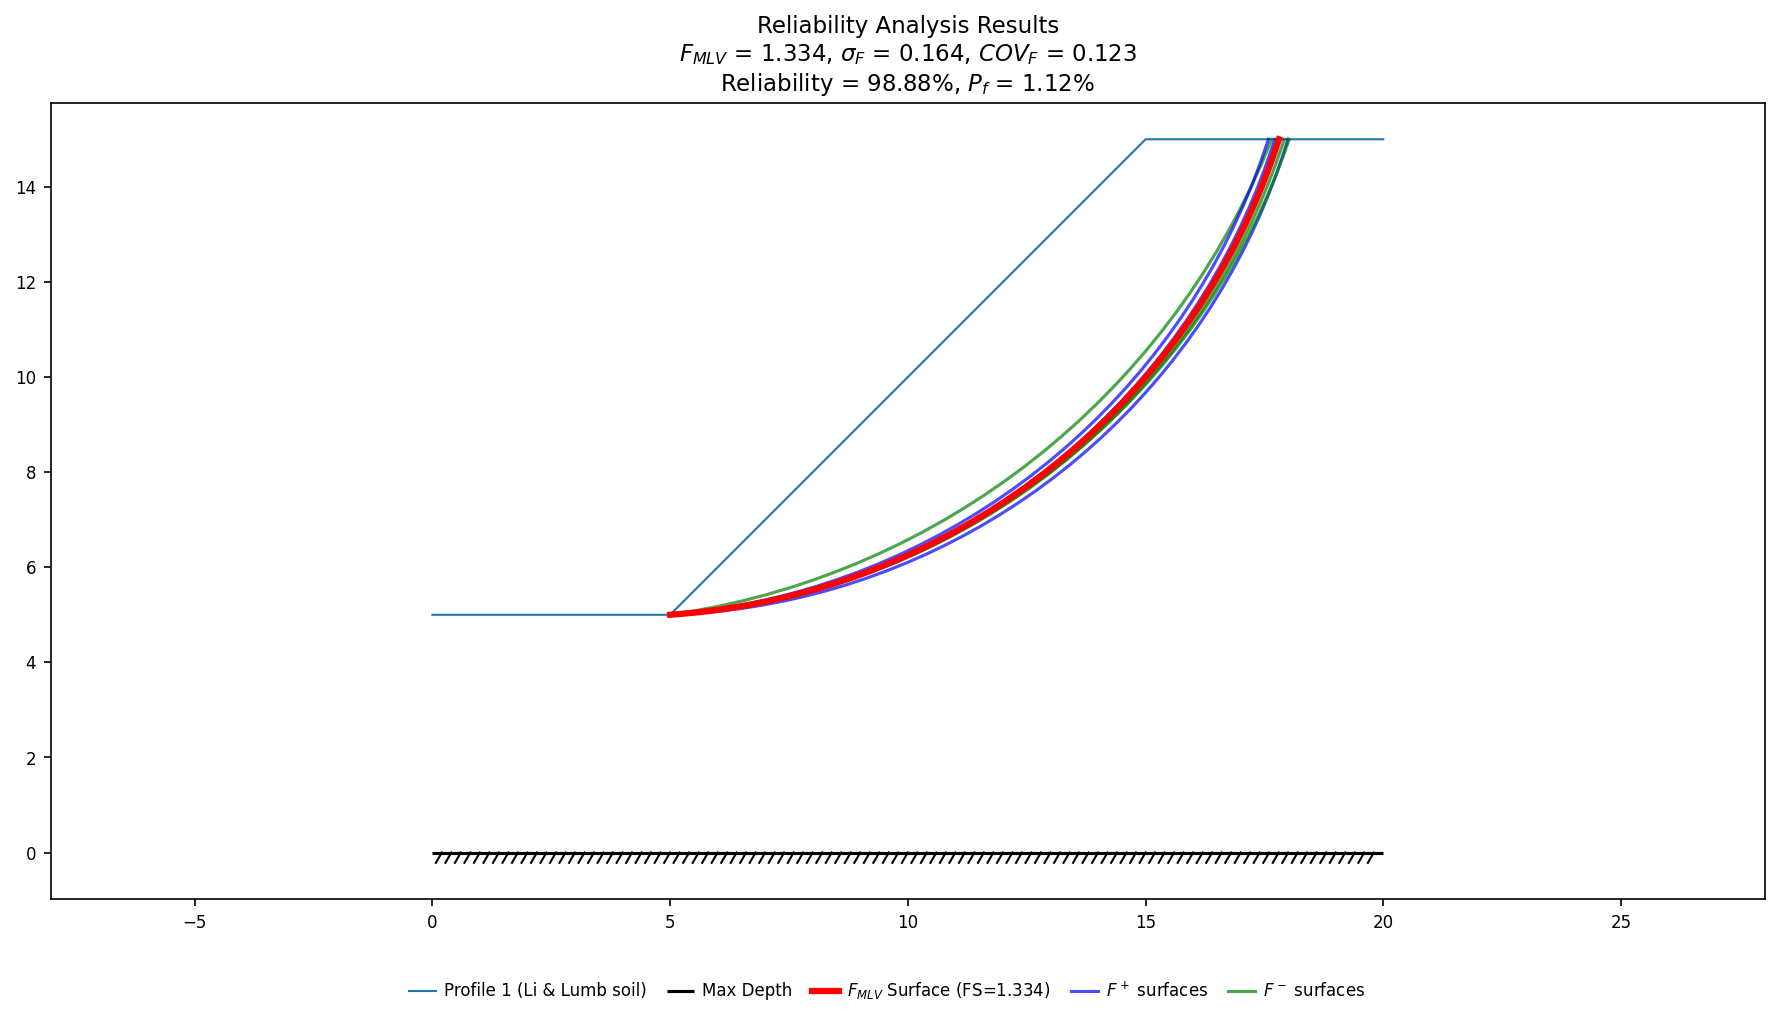 Reliability Analysis Results
F_MLV = 1.334, σ_F = 0.164, COV_F = 0.123
Reliability = 98.88%, P_f = 1.12%
14
12
10
8
6
4
2
0
−5
0
5
10
15
20
25
Profile 1 (Li & Lumb soil)
Max Depth
F_MLV Surface (FS=1.334)
F⁺ surfaces
F⁻ surfaces